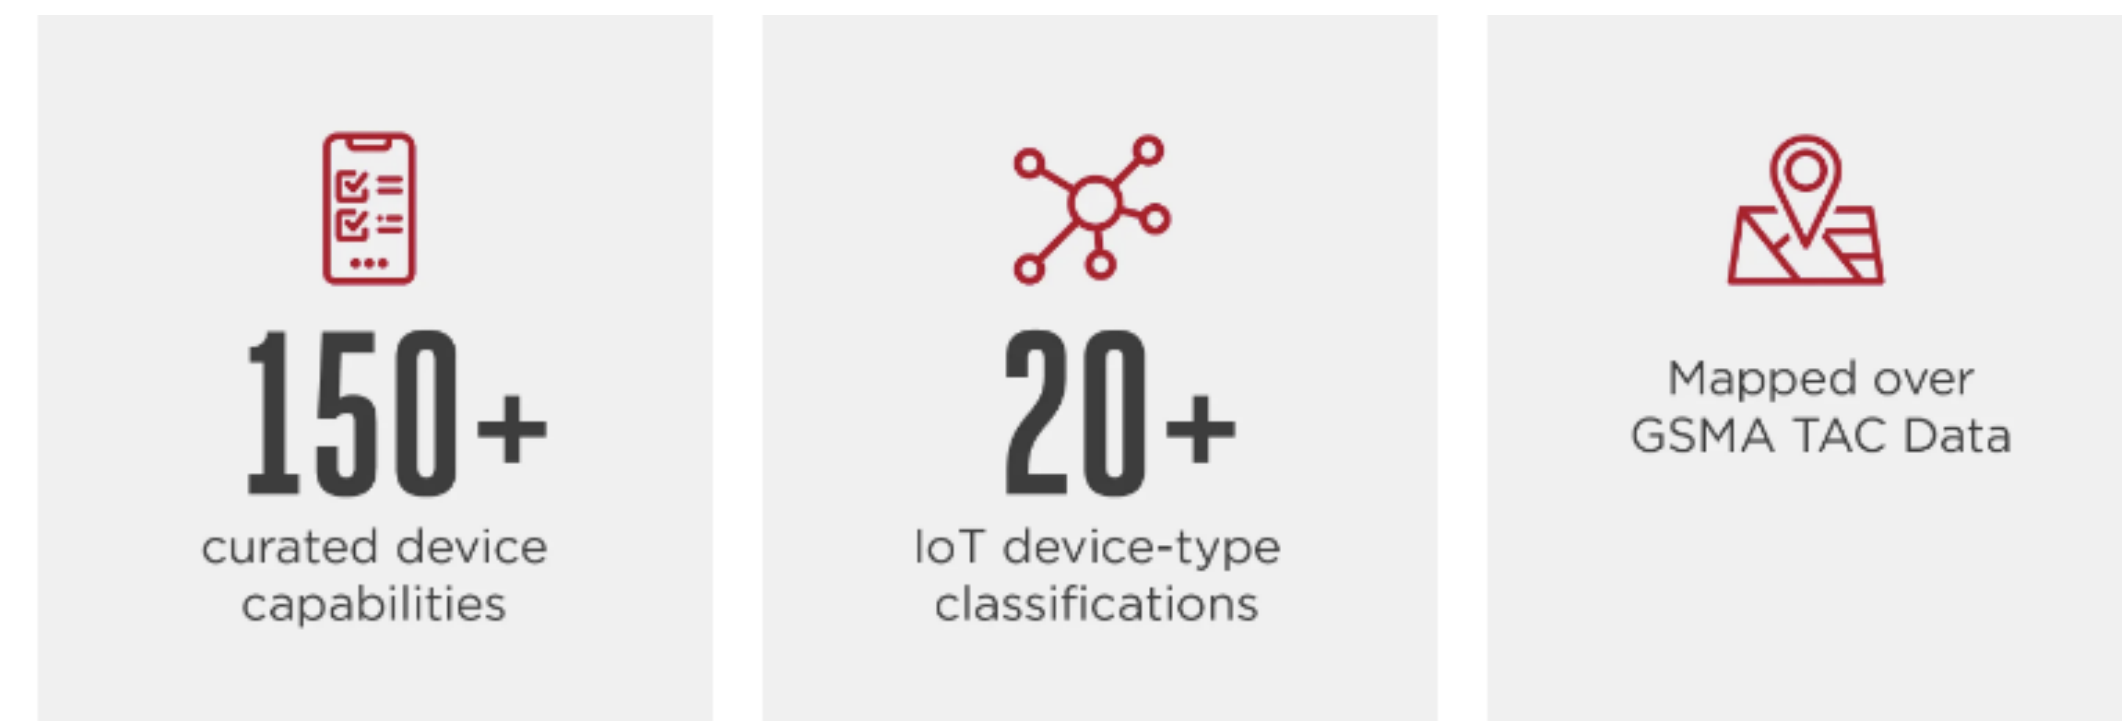 150+
curated device
capabilities
20+
IoT device-type
classifications
Mapped over
GSMA TAC Data